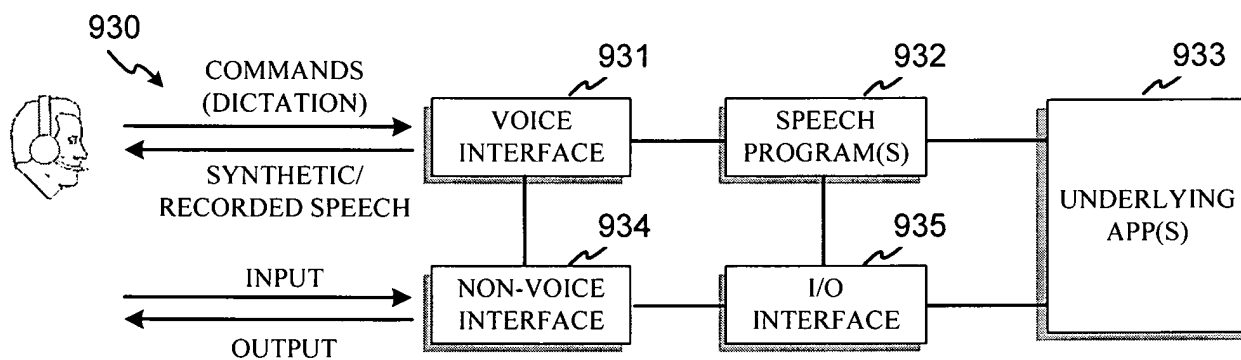 930
COMMANDS
(DICTATION)
SYNTHETIC/
RECORDED SPEECH
931
VOICE
INTERFACE
932
SPEECH
PROGRAM(S)
933
UNDERLYING
APP(S)
INPUT
OUTPUT
934
NON-VOICE
INTERFACE
935
I/O
INTERFACE